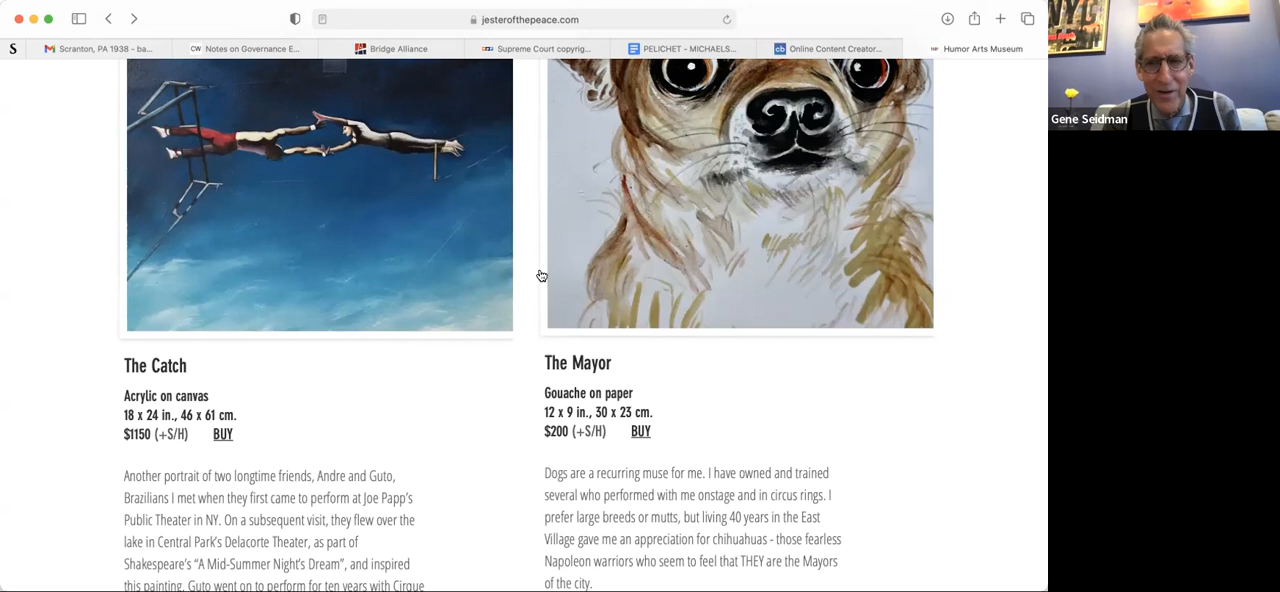 jesterofthepeace.com
S
Scranton, PA 1938 - ba...
CW Notes on Governance E...
Bridge Alliance
Supreme Court copyrig...
PELICHET - MICHAELS...
cb Online Content Creator...
Humor Arts Museum
NYC
Gene Seidman
The Catch
Acrylic on canvas
18 x 24 in., 46 x 61 cm.
$1150 (+S/H) BUY
Another portrait of two longtime friends, Andre and Guto,
Brazilians I met when they first came to perform at Joe Papp's
Public Theater in NY. On a subsequent visit, they flew over the
lake in Central Park's Delacorte Theater, as part of
Shakespeare's "A Mid-Summer Night's Dream", and inspired
this painting. Guto went on to perform for ten years with Cirque
The Mayor
Gouache on paper
12 x 9 in., 30 x 23 cm.
$200 (+S/H) BUY
Dogs are a recurring muse for me. I have owned and trained
several who performed with me onstage and in circus rings. I
prefer large breeds or mutts, but living 40 years in the East
Village gave me an appreciation for chihuahuas - those fearless
Napoleon warriors who seem to feel that THEY are the Mayors
of the city.